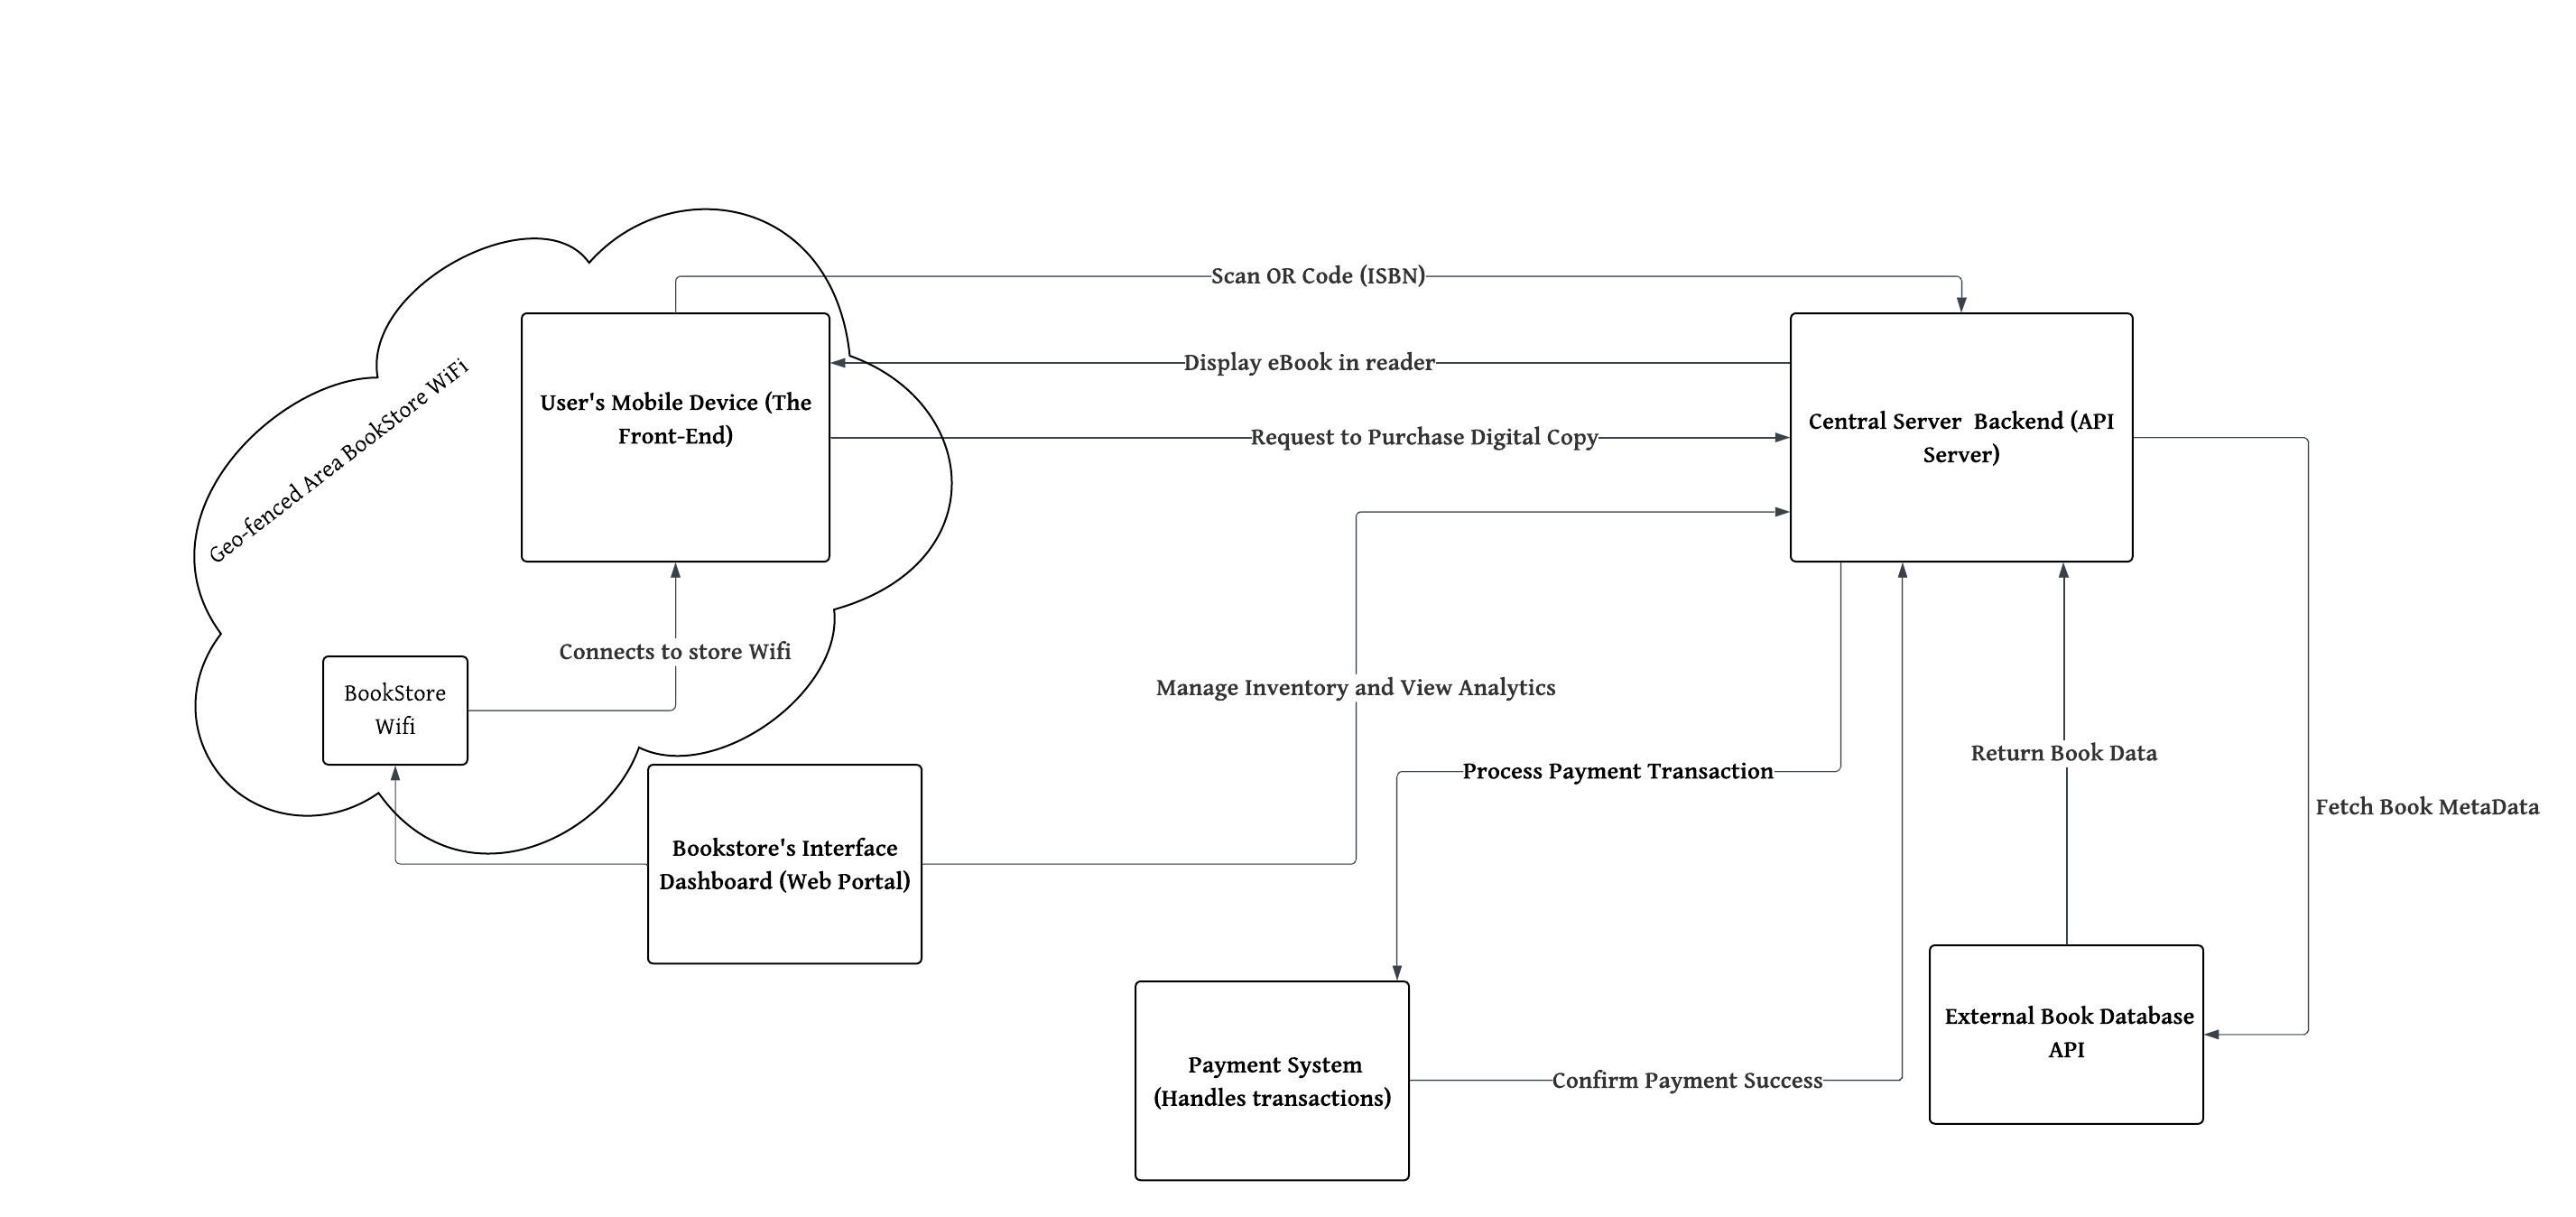 Scan OR Code (ISBN)
Geo-fenced Area BookStore WiFi
Display eBook in reader
User's Mobile Device (The
Front-End)
Request to Purchase Digital Copy
Central Server  Backend (API
Server)
Connects to store Wifi
BookStore
Wifi
Manage Inventory and View Analytics
Process Payment Transaction
Return Book Data
Fetch Book MetaData
Bookstore's Interface
Dashboard (Web Portal)
External Book Database
API
Payment System
(Handles transactions)
Confirm Payment Success